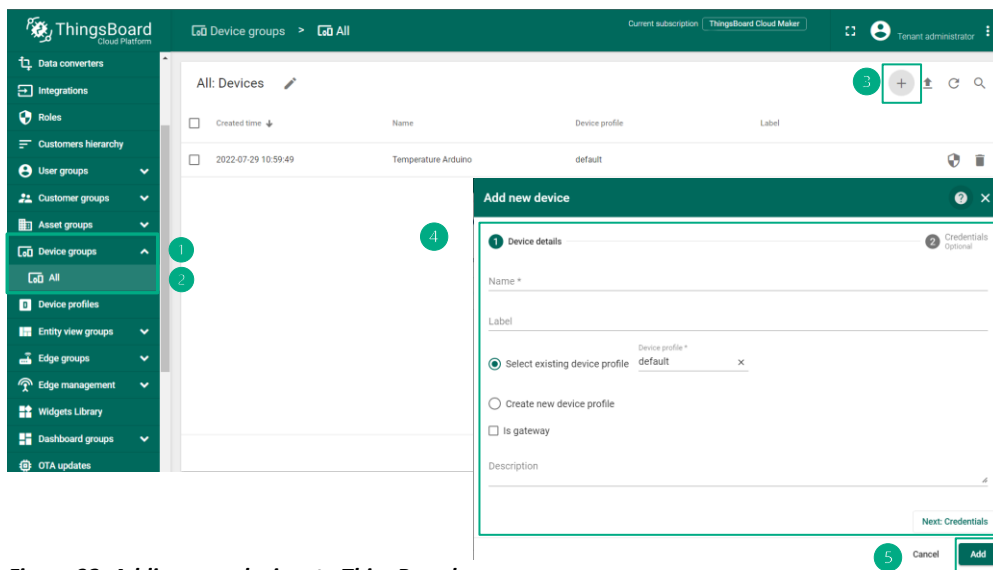 ThingsBoard
Cloud Platform
Device groups > All
Current subscription ThingsBoard Cloud Maker
Tenant administrator
Data converters
Integrations
Roles
Customers hierarchy
User groups
Customer groups
Asset groups
Device groups
All
Device profiles
Entity view groups
Edge groups
Edge management
Widgets Library
Dashboard groups
OTA updates
1
2
All: Devices
3
Created time Name Device profile Label
2022-07-29 10:59:49 Temperature Arduino default
4
Add new device
1 Device details
2 Credentials
Optional
Name *
Label
Select existing device profile
Device profile *
default
Create new device profile
Is gateway
Description
Next: Credentials
5
Cancel Add